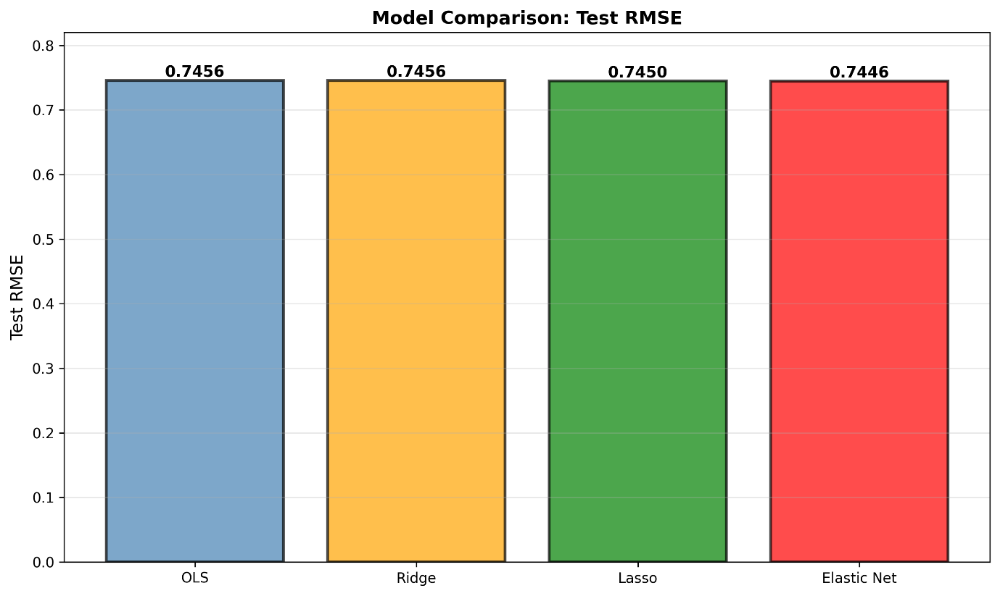 Model Comparison: Test RMSE
0.8
0.7
0.6
0.5
0.4
0.3
0.2
0.1
0.0
Test RMSE
0.7456 0.7456 0.7450 0.7446
OLS Ridge Lasso Elastic Net